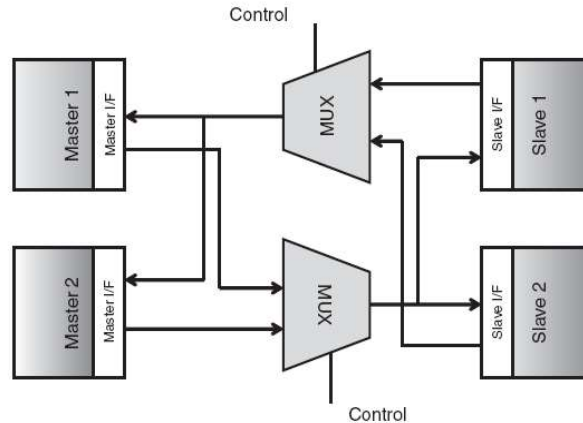 Control
Master 1
Master I/F
MUX
Slave I/F
Slave 1
Master 2
Master I/F
MUX
Slave I/F
Slave 2
Control